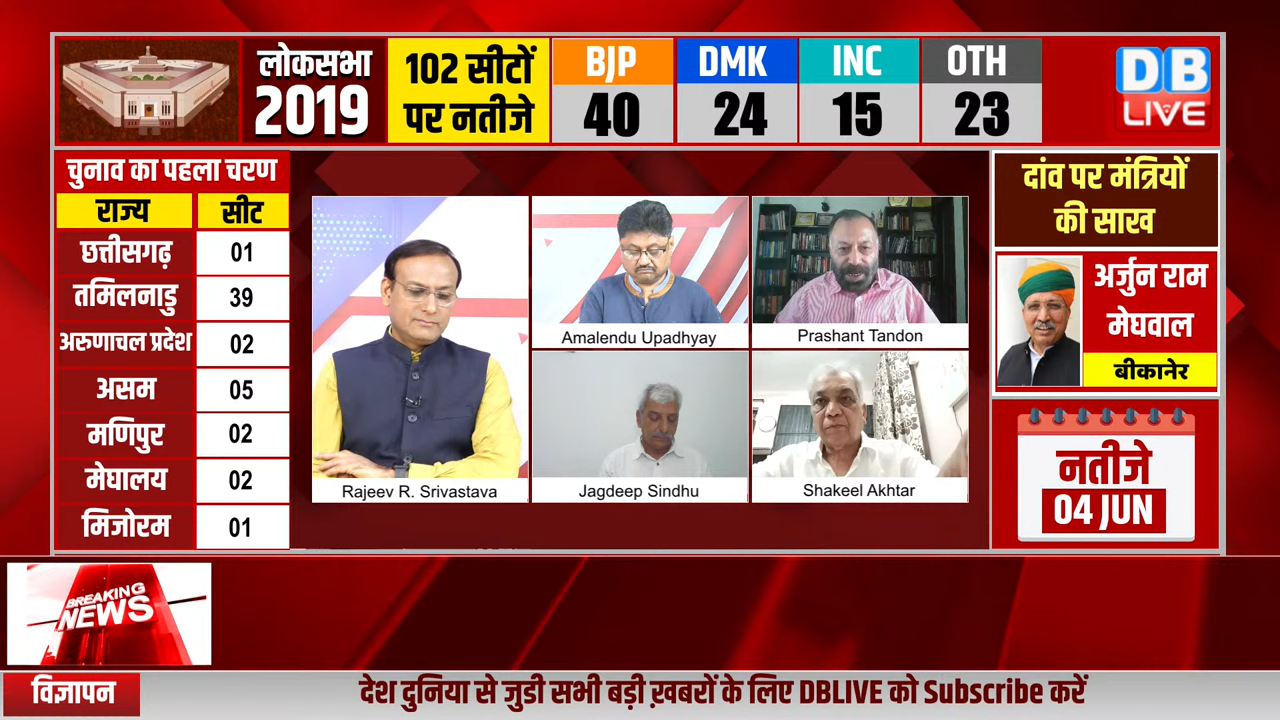 लोकसभा
2019
102 सीटों
पर नतीजे
BJP
40
DMK
24
INC
15
OTH
23
DB
LIVE
चुनाव का पहला चरण
राज्य सीट
छत्तीसगढ़ 01
तमिलनाडु 39
अरुणाचल प्रदेश 02
असम 05
मणिपुर 02
मेघालय 02
मिजोरम 01
Rajeev R. Srivastava
Amalendu Upadhyay
Prashant Tandon
Jagdeep Sindhu
Shakeel Akhtar
दांव पर मंत्रियों
की साख
अर्जुन राम
मेघवाल
बीकानेर
नतीजे
04 JUN
BREAKING
NEWS
विज्ञापन
देश दुनिया से जुडी सभी बड़ी ख़बरों के लिए DBLIVE को Subscribe करें